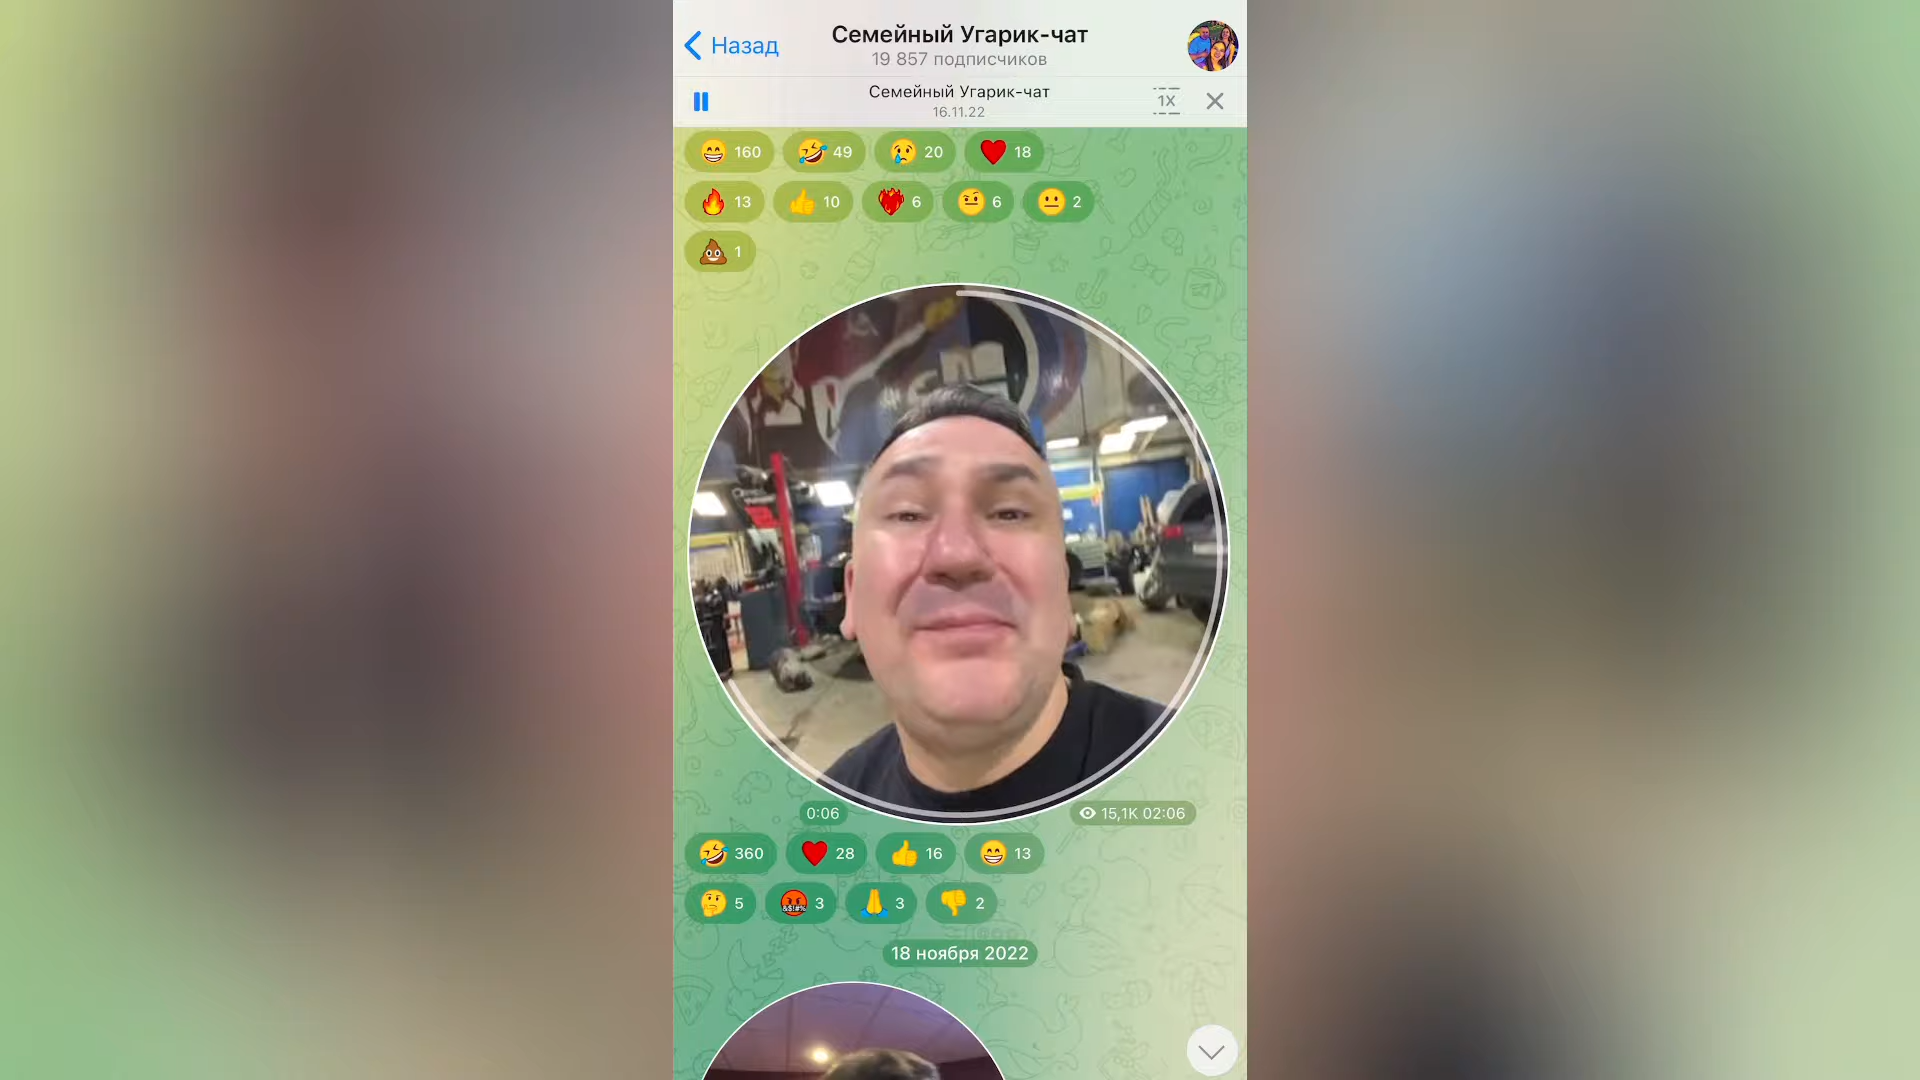 Назад
Семейный Угарик-чат
19 857 подписчиков
Семейный Угарик-чат
16.11.22
1X
160 49 20 18
13 10 6 6 2
1
0:06
15,1K 02:06
360 28 16 13
5 3 3 2
18 ноября 2022